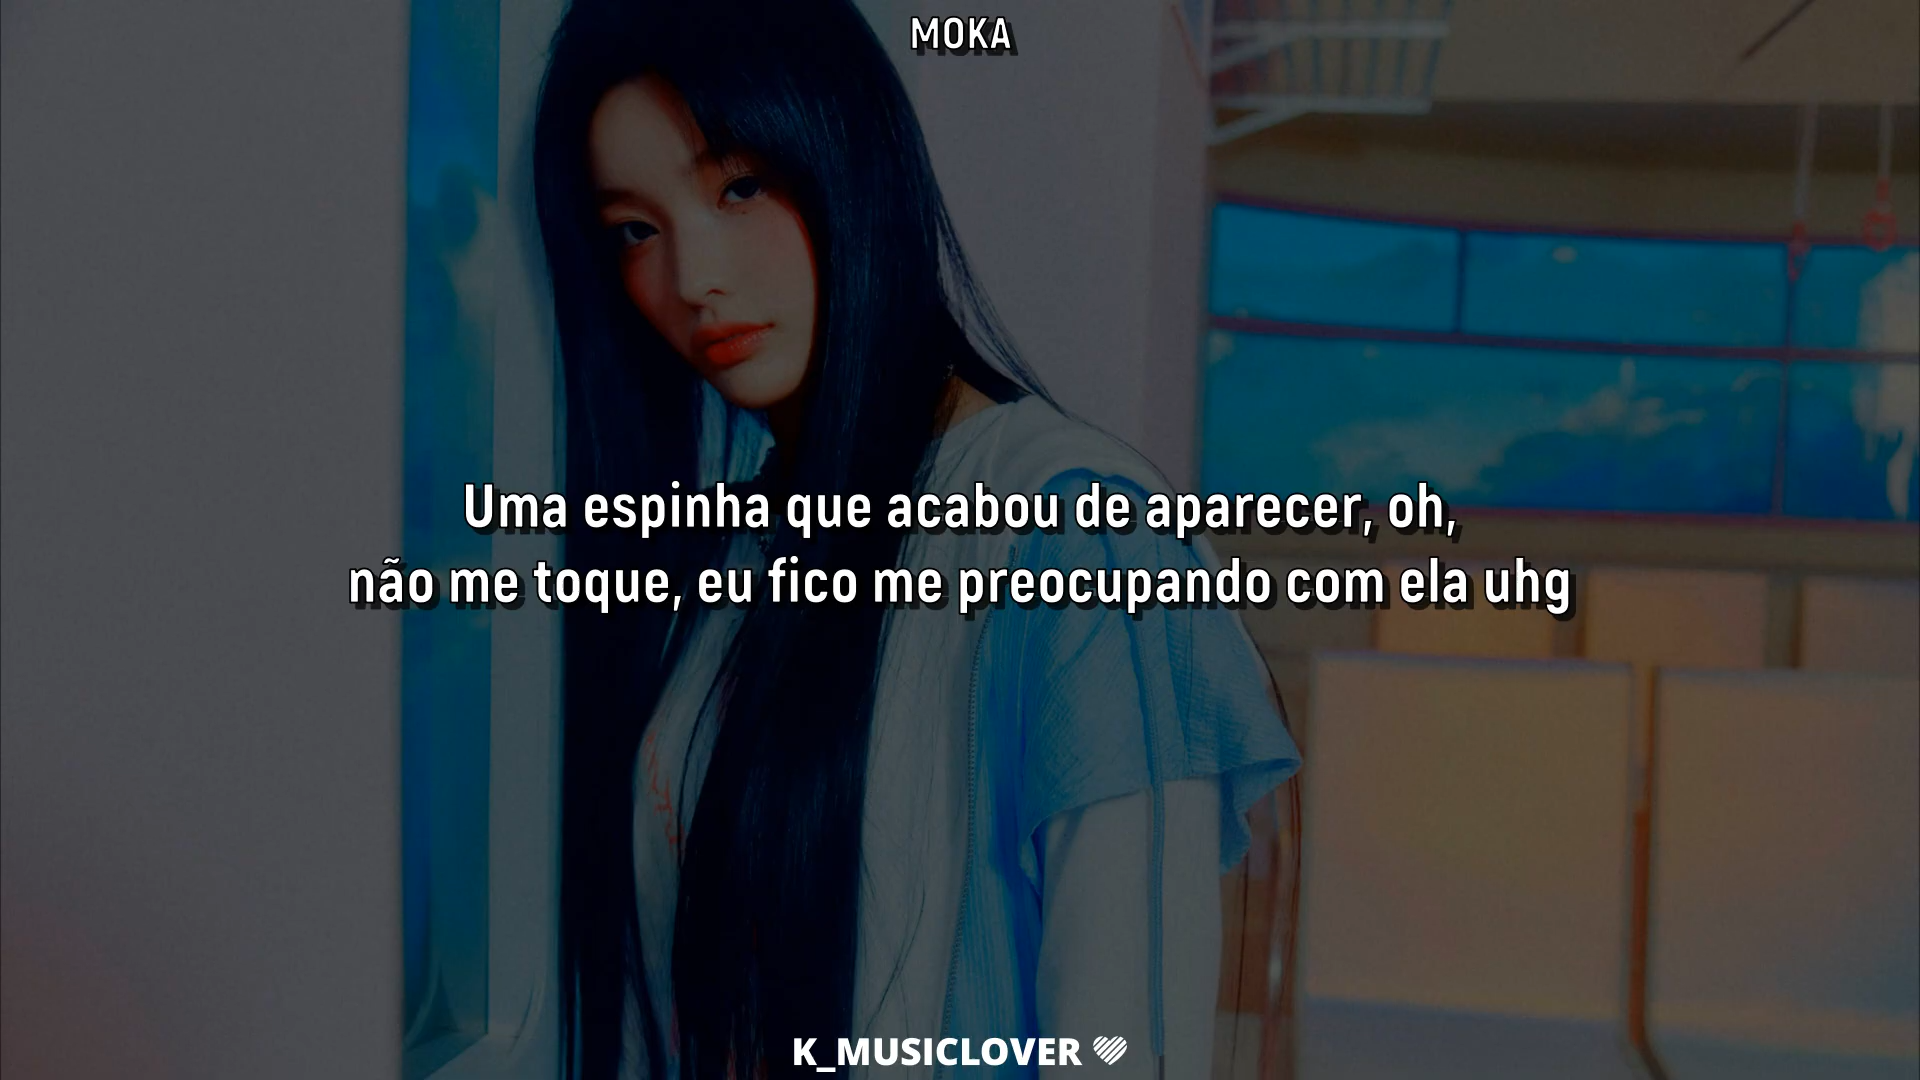 MOKA
Uma espinha que acabou de aparecer, oh,
não me toque, eu fico me preocupando com ela uhg
K_MUSICLOVER